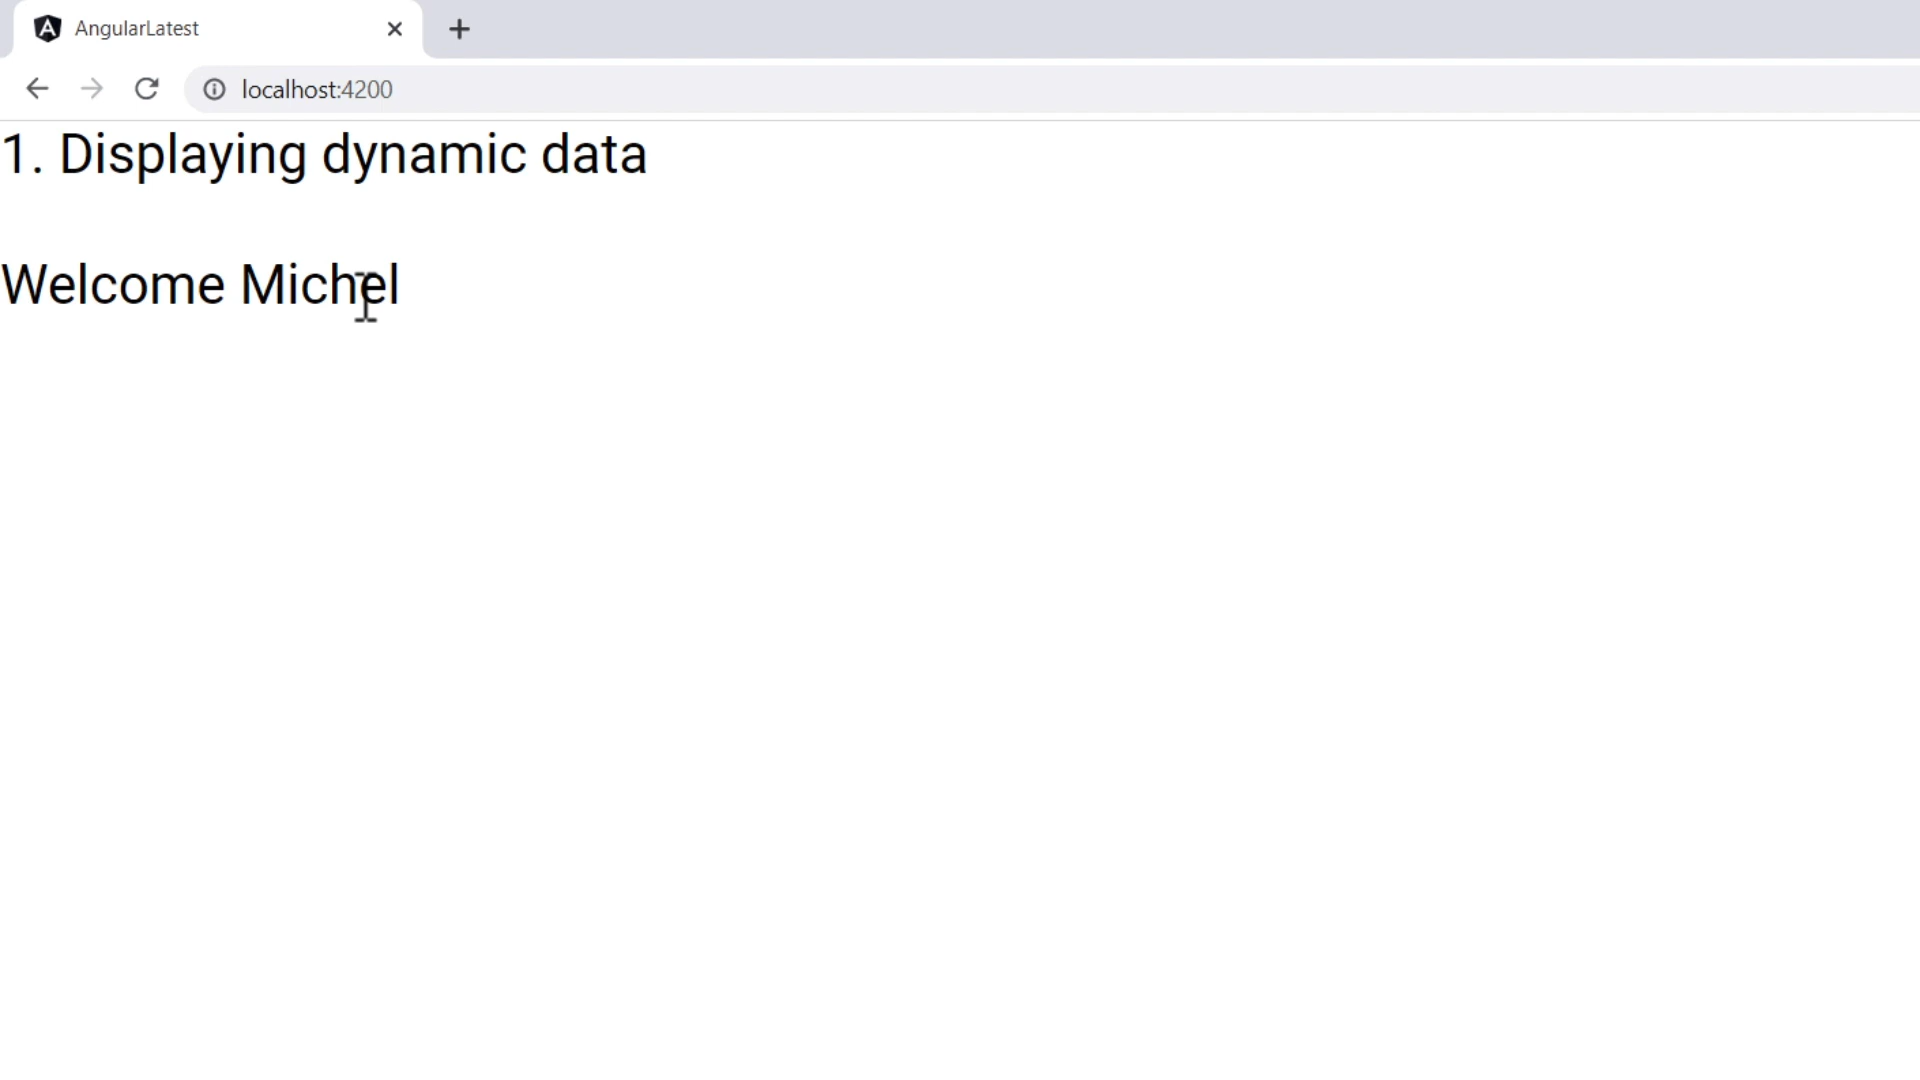 AngularLatest
localhost:4200
1. Displaying dynamic data
Welcome Michel